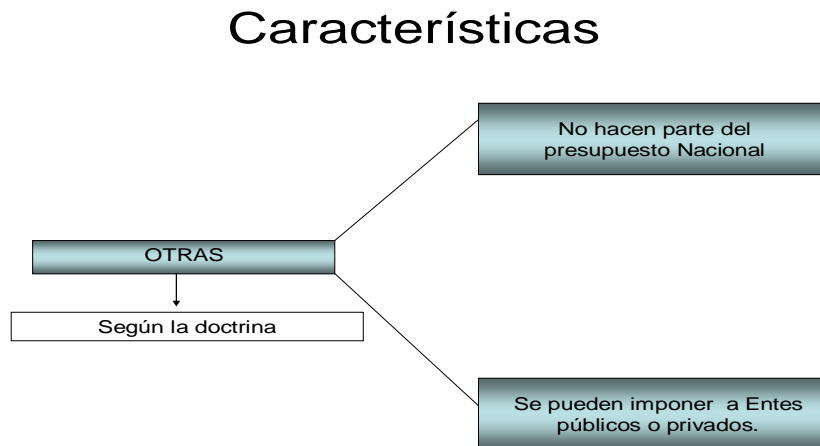 Características
No hacen parte del
presupuesto Nacional
OTRAS
Según la doctrina
Se pueden imponer a Entes
públicos o privados.